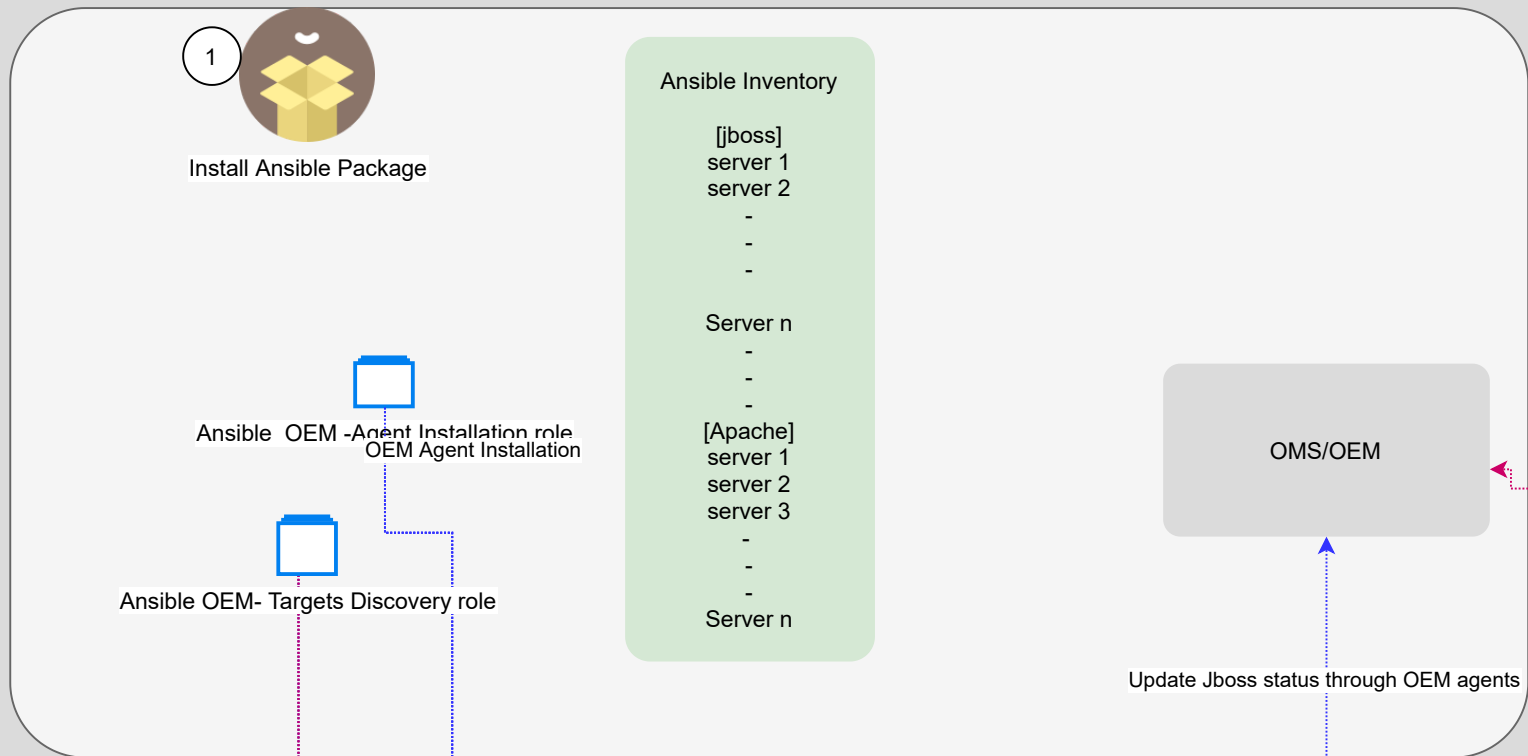 1
Install Ansible Package
Ansible Inventory
[jboss]
server 1
server 2
-
-
-
Server n
-
-
-
[Apache]
server 1
server 2
server 3
-
-
-
Server n
Ansible  OEM -Agent Installation role
OEM Agent Installation
Ansible OEM- Targets Discovery role
OMS/OEM
Update Jboss status through OEM agents